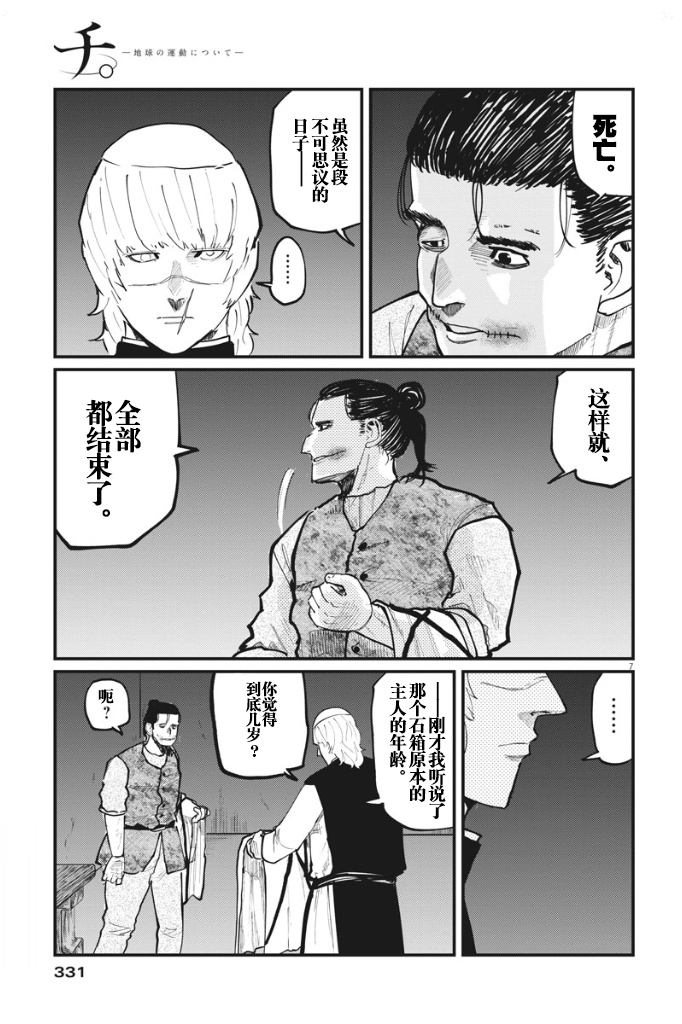 チ。
―地球の運動について―
死亡。
虽然是段
不可思议的
日子——
……
这样就、
全部
都结束了。
7
……
——刚才我听说了
那个石箱原本的
主人的年龄。
你觉得
到底几岁？
呃？
331